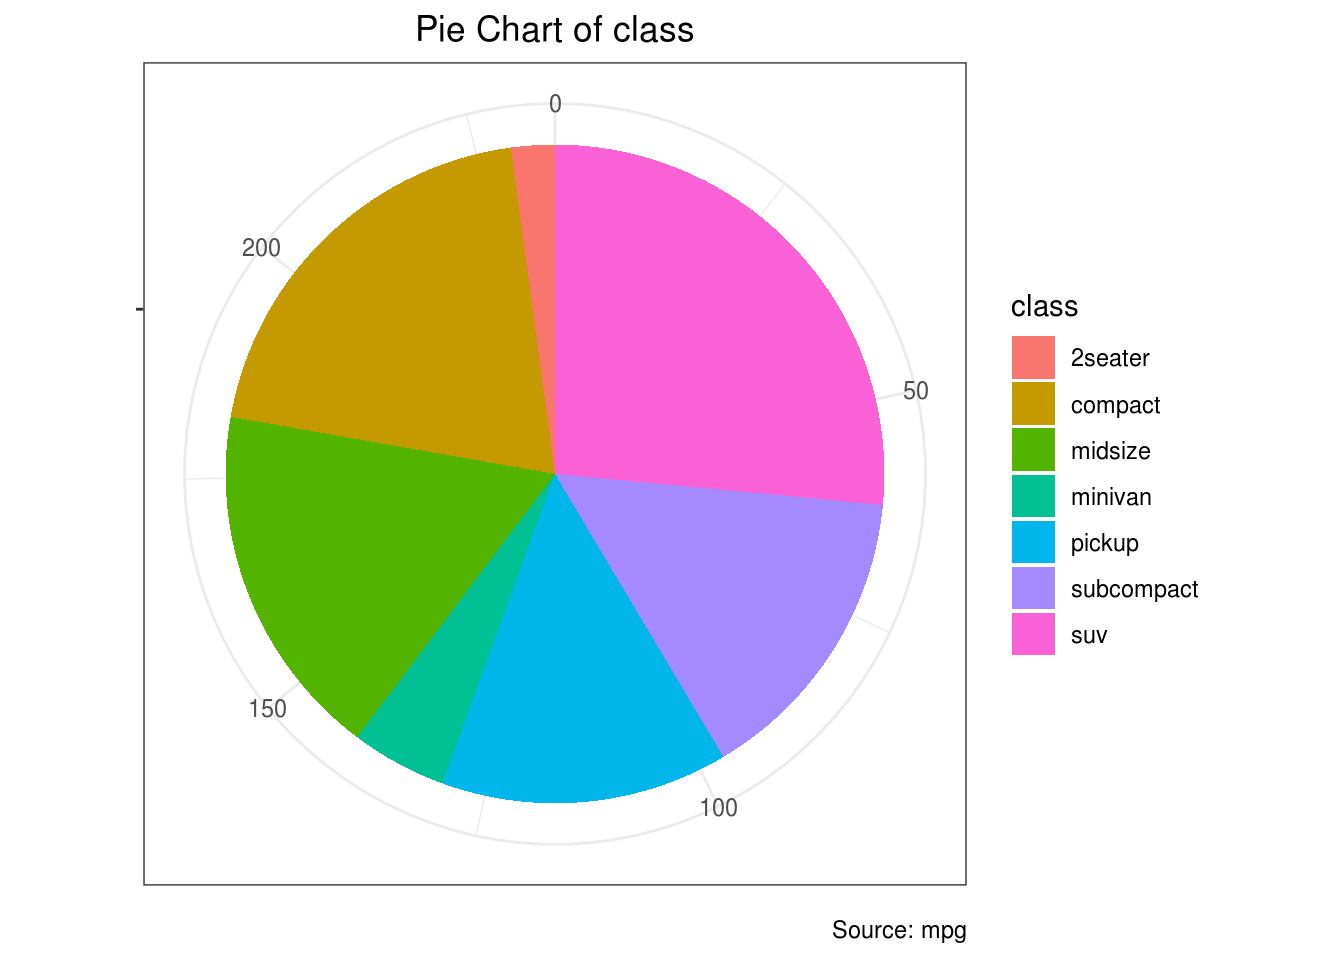 Pie Chart of class
0
50
100
150
200
class
2seater
compact
midsize
minivan
pickup
subcompact
suv
Source: mpg